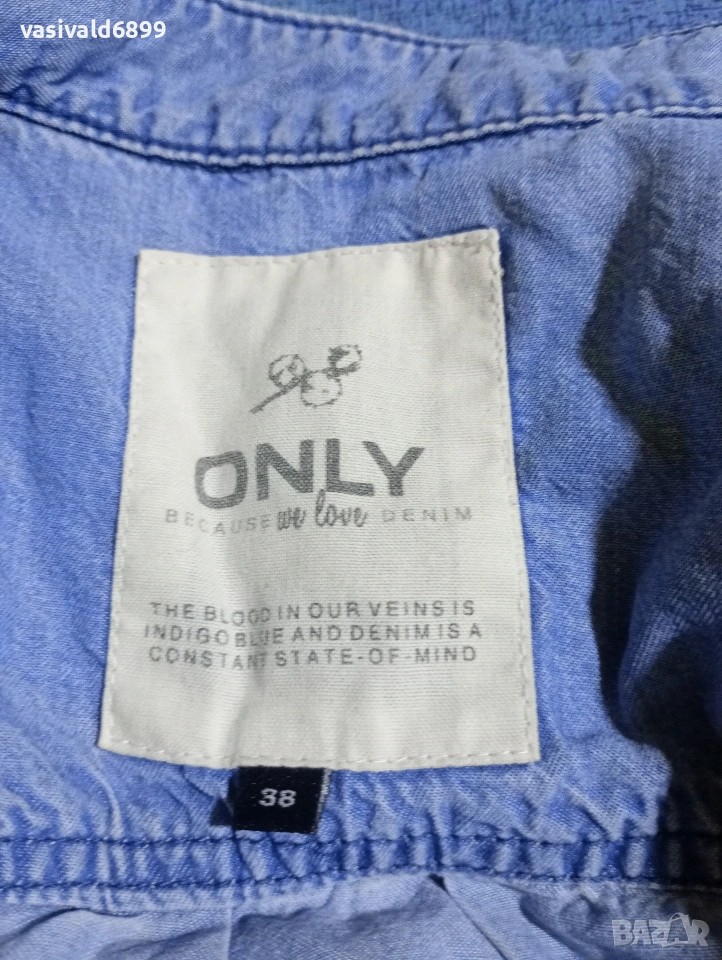 vasivald6899
ONLY
BECAUSE we love DENIM
THE BLOOD IN OUR VEINS IS
INDIGO BLUE AND DENIM IS A
CONSTANT STATE-OF-MIND
38
BAZAR